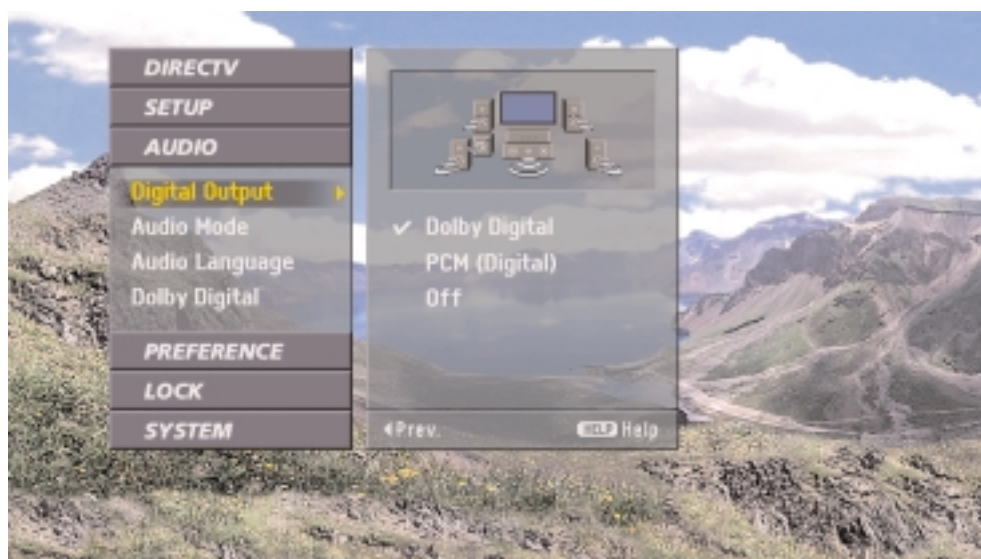 DIRECTV
SETUP
AUDIO
Digital Output
Audio Mode
Audio Language
Dolby Digital
PREFERENCE
LOCK
SYSTEM
✓ Dolby Digital
PCM (Digital)
Off
Prev.
HELP Help